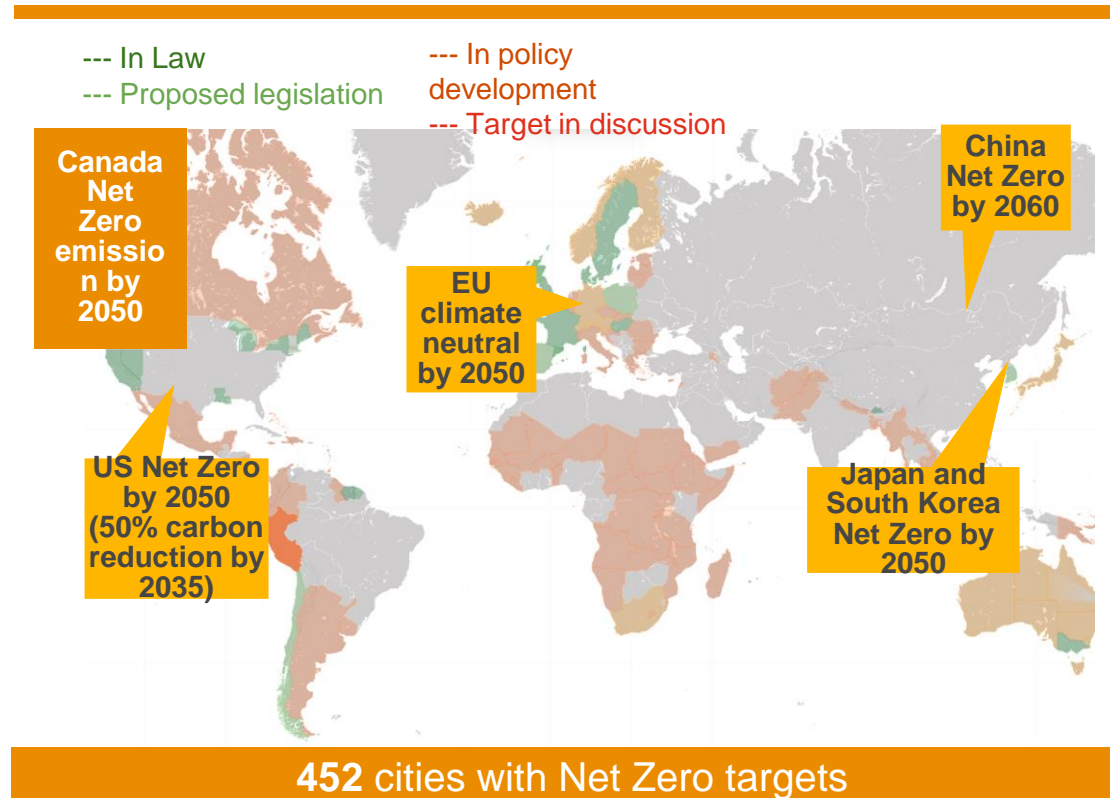 --- In Law
--- Proposed legislation
--- In policy
development
--- Target in discussion
Canada
Net
Zero
emissio
n by
2050
China
Net Zero
by 2060
EU
climate
neutral
by 2050
US Net Zero
by 2050
(50% carbon
reduction by
2035)
Japan and
South Korea
Net Zero by
2050
452 cities with Net Zero targets